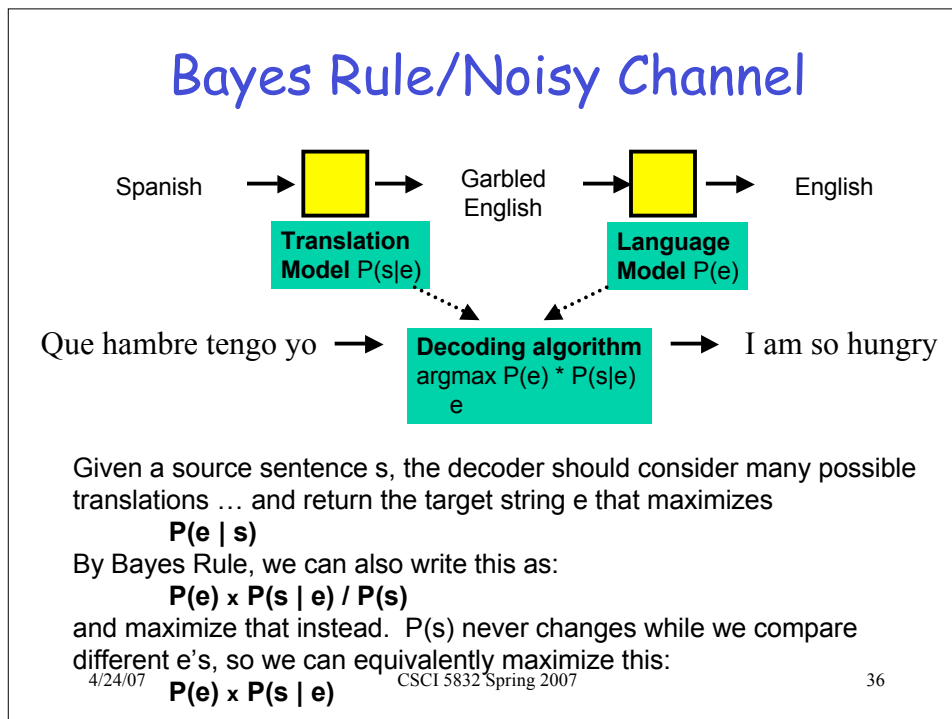 Bayes Rule/Noisy Channel
Spanish
Garbled
English
English
Translation
Model P(s|e)
Language
Model P(e)
Que hambre tengo yo
Decoding algorithm
argmax P(e) * P(s|e)
e
I am so hungry
Given a source sentence s, the decoder should consider many possible
translations … and return the target string e that maximizes
P(e | s)
By Bayes Rule, we can also write this as:
P(e) x P(s | e) / P(s)
and maximize that instead.  P(s) never changes while we compare
different e's, so we can equivalently maximize this:
P(e) x P(s | e)
4/24/07
CSCI 5832 Spring 2007
36